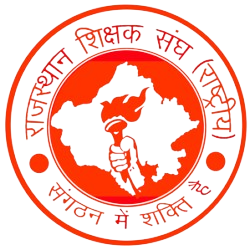 राजस्थान शिक्षक संघ (राष्ट्रीय)
संगठन में शक्ति है